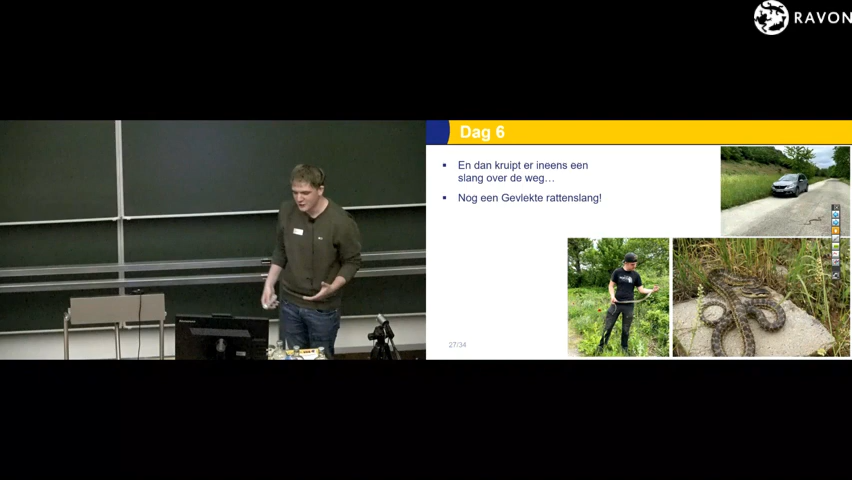 RAVON
Dag 6
En dan kruipt er ineens een
slang over de weg…
Nog een Gevlekte rattenslang!
27/34